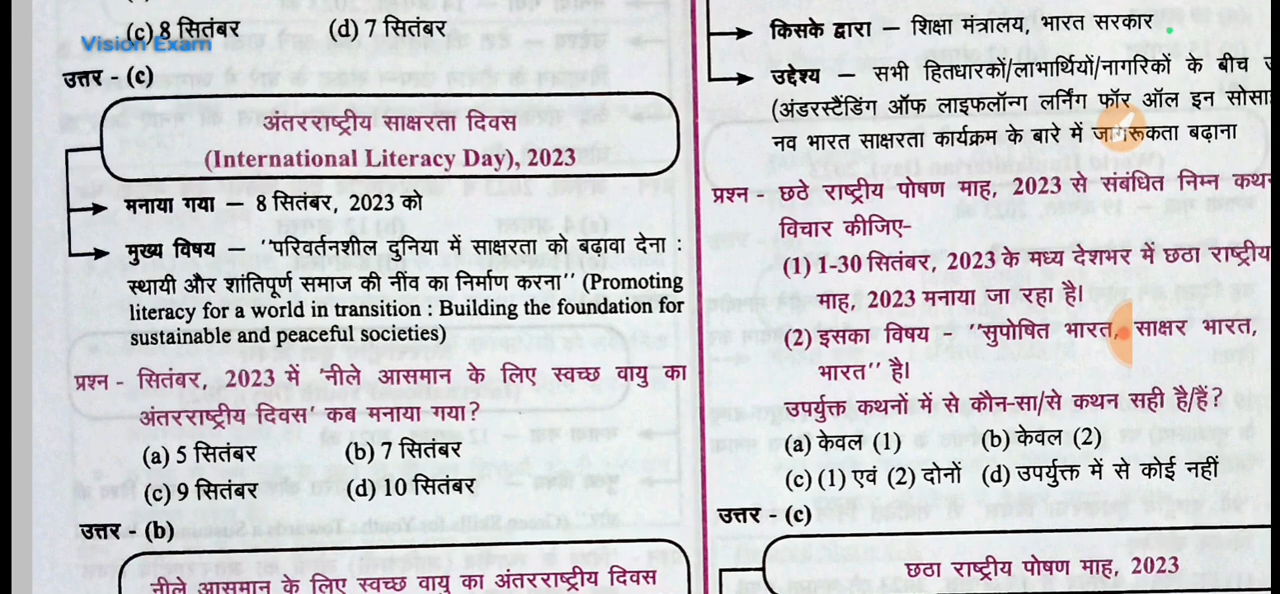 (c) 8 सितंबर (d) 7 सितंबर
Vision Exam
उत्तर - (c)
अंतरराष्ट्रीय साक्षरता दिवस
(International Literacy Day), 2023
मनाया गया – 8 सितंबर, 2023 को
मुख्य विषय – ''परिवर्तनशील दुनिया में साक्षरता को बढ़ावा देना :
स्थायी और शांतिपूर्ण समाज की नींव का निर्माण करना'' (Promoting
literacy for a world in transition : Building the foundation for
sustainable and peaceful societies)
प्रश्न - सितंबर, 2023 में 'नीले आसमान के लिए स्वच्छ वायु का
अंतरराष्ट्रीय दिवस' कब मनाया गया?
(a) 5 सितंबर (b) 7 सितंबर
(c) 9 सितंबर (d) 10 सितंबर
उत्तर - (b)
नीले आसमान के लिए स्वच्छ वायु का अंतरराष्ट्रीय दिवस
किसके द्वारा – शिक्षा मंत्रालय, भारत सरकार
उद्देश्य – सभी हितधारकों/लाभार्थियों/नागरिकों के बीच
(अंडरस्टैंडिंग ऑफ लाइफलॉन्ग लर्निंग फॉर ऑल इन सोसा
नव भारत साक्षरता कार्यक्रम के बारे में जागरूकता बढ़ाना
प्रश्न - छठे राष्ट्रीय पोषण माह, 2023 से संबंधित निम्न कथ
विचार कीजिए-
(1) 1-30 सितंबर, 2023 के मध्य देशभर में छठा राष्ट्रीय
माह, 2023 मनाया जा रहा है।
(2) इसका विषय – ''सुपोषित भारत, साक्षर भारत,
भारत'' है।
उपर्युक्त कथनों में से कौन-सा/से कथन सही है/हैं?
(a) केवल (1) (b) केवल (2)
(c) (1) एवं (2) दोनों (d) उपर्युक्त में से कोई नहीं
उत्तर - (c)
छठा राष्ट्रीय पोषण माह, 2023